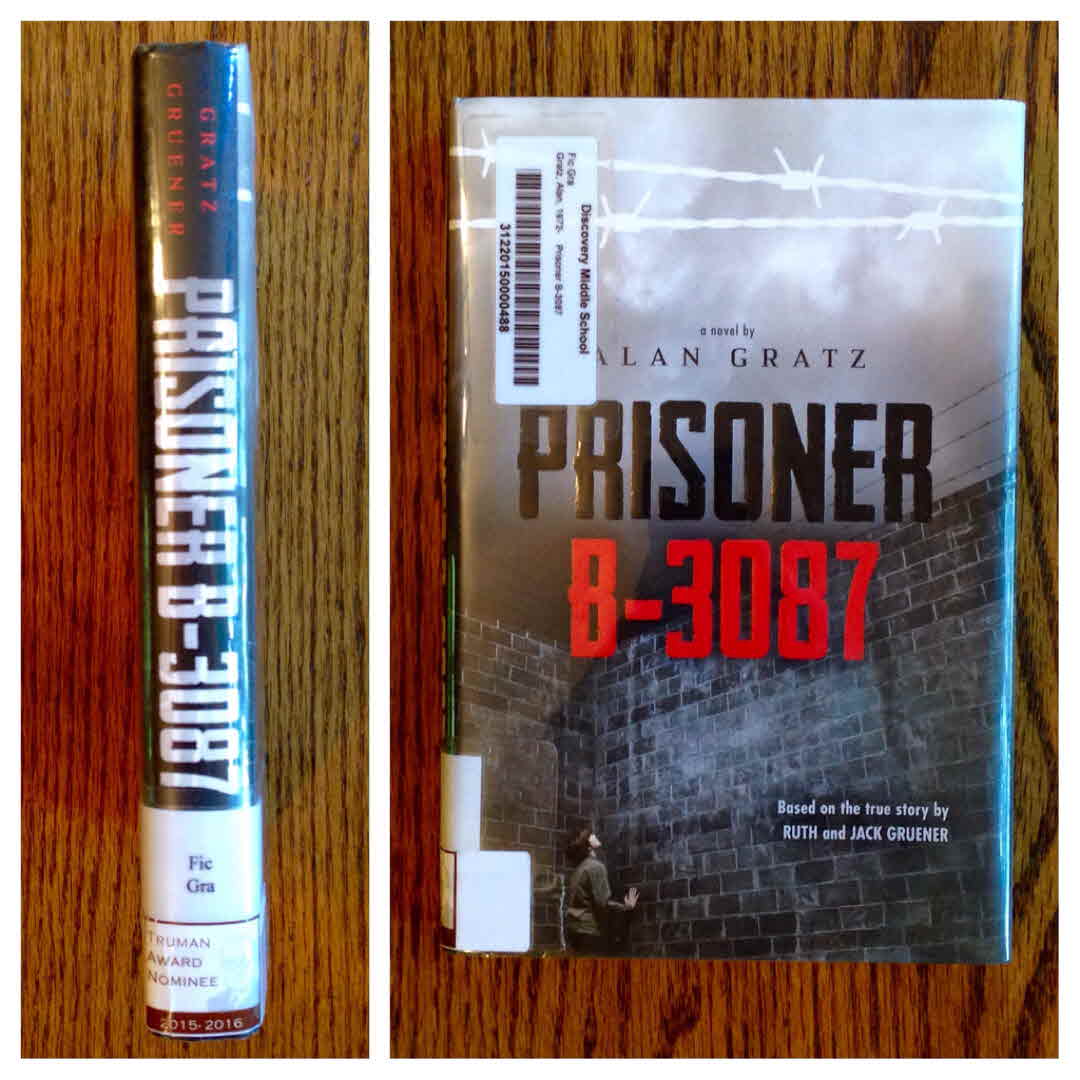 GRATZ
GRUENER
PRISONER B-3087
Fic
Gra
TRUMAN
AWARD
NOMINEE
2015-2016
Discovery Middle School
Fic Gra
Gratz, Alan, 1972- Prisoner B-3087
31220150000488
a novel by
ALAN GRATZ
PRISONER
B-3087
Based on the true story by
RUTH and JACK GRUENER